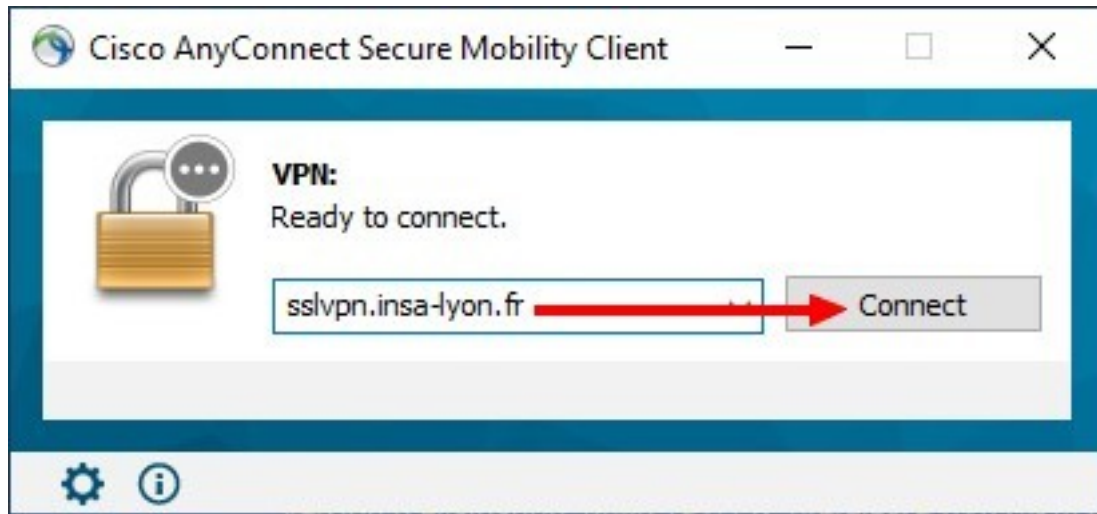 Cisco AnyConnect Secure Mobility Client
VPN:
Ready to connect.
sslvpn.insa-lyon.fr
Connect